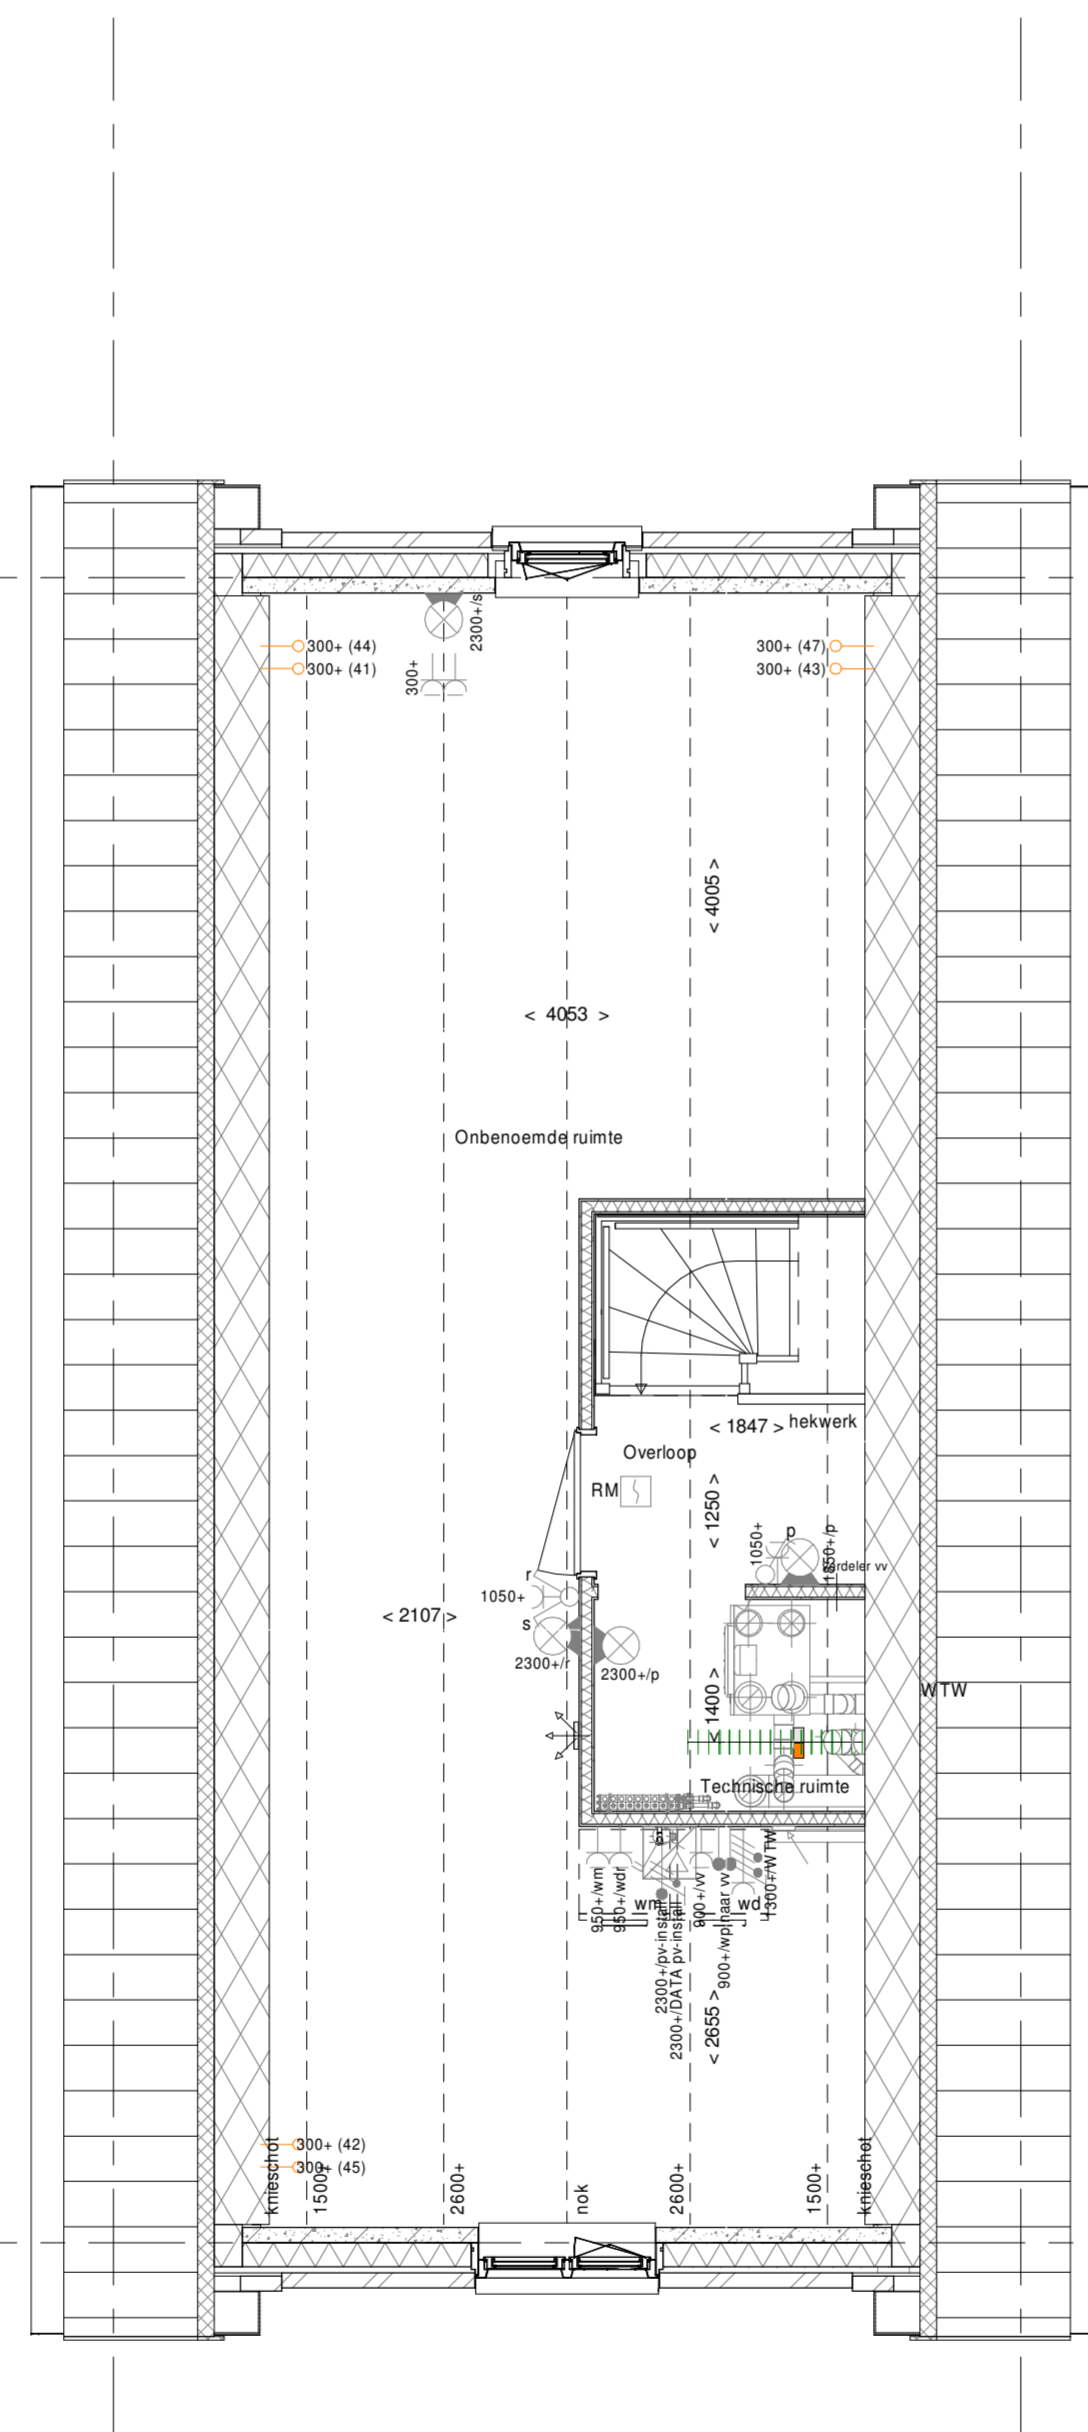 2300+/s
300+ (44)
300+ (47)
300+
300+ (41)
300+ (43)
< 4005 >
< 4053 >
Onbenoemde ruimte
< 1847 >
hekwerk
Overloop
RM
< 1250 >
1050+
p
1350+/p
verdeler vv
r
1050+
< 2107 >
s
2300+/r
2300+/p
WTW
< 1400 >
Technische ruimte
950+/wm
950+/wdr
wm
2300+/pv-install
2300+/DATA pv-install
900+/vv
900+/wp naar vv
wd
1300+/WTW
< 2655 >
300+ (42)
300+ (45)
knieschot
1500+
2600+
nok
2600+
1500+
knieschot